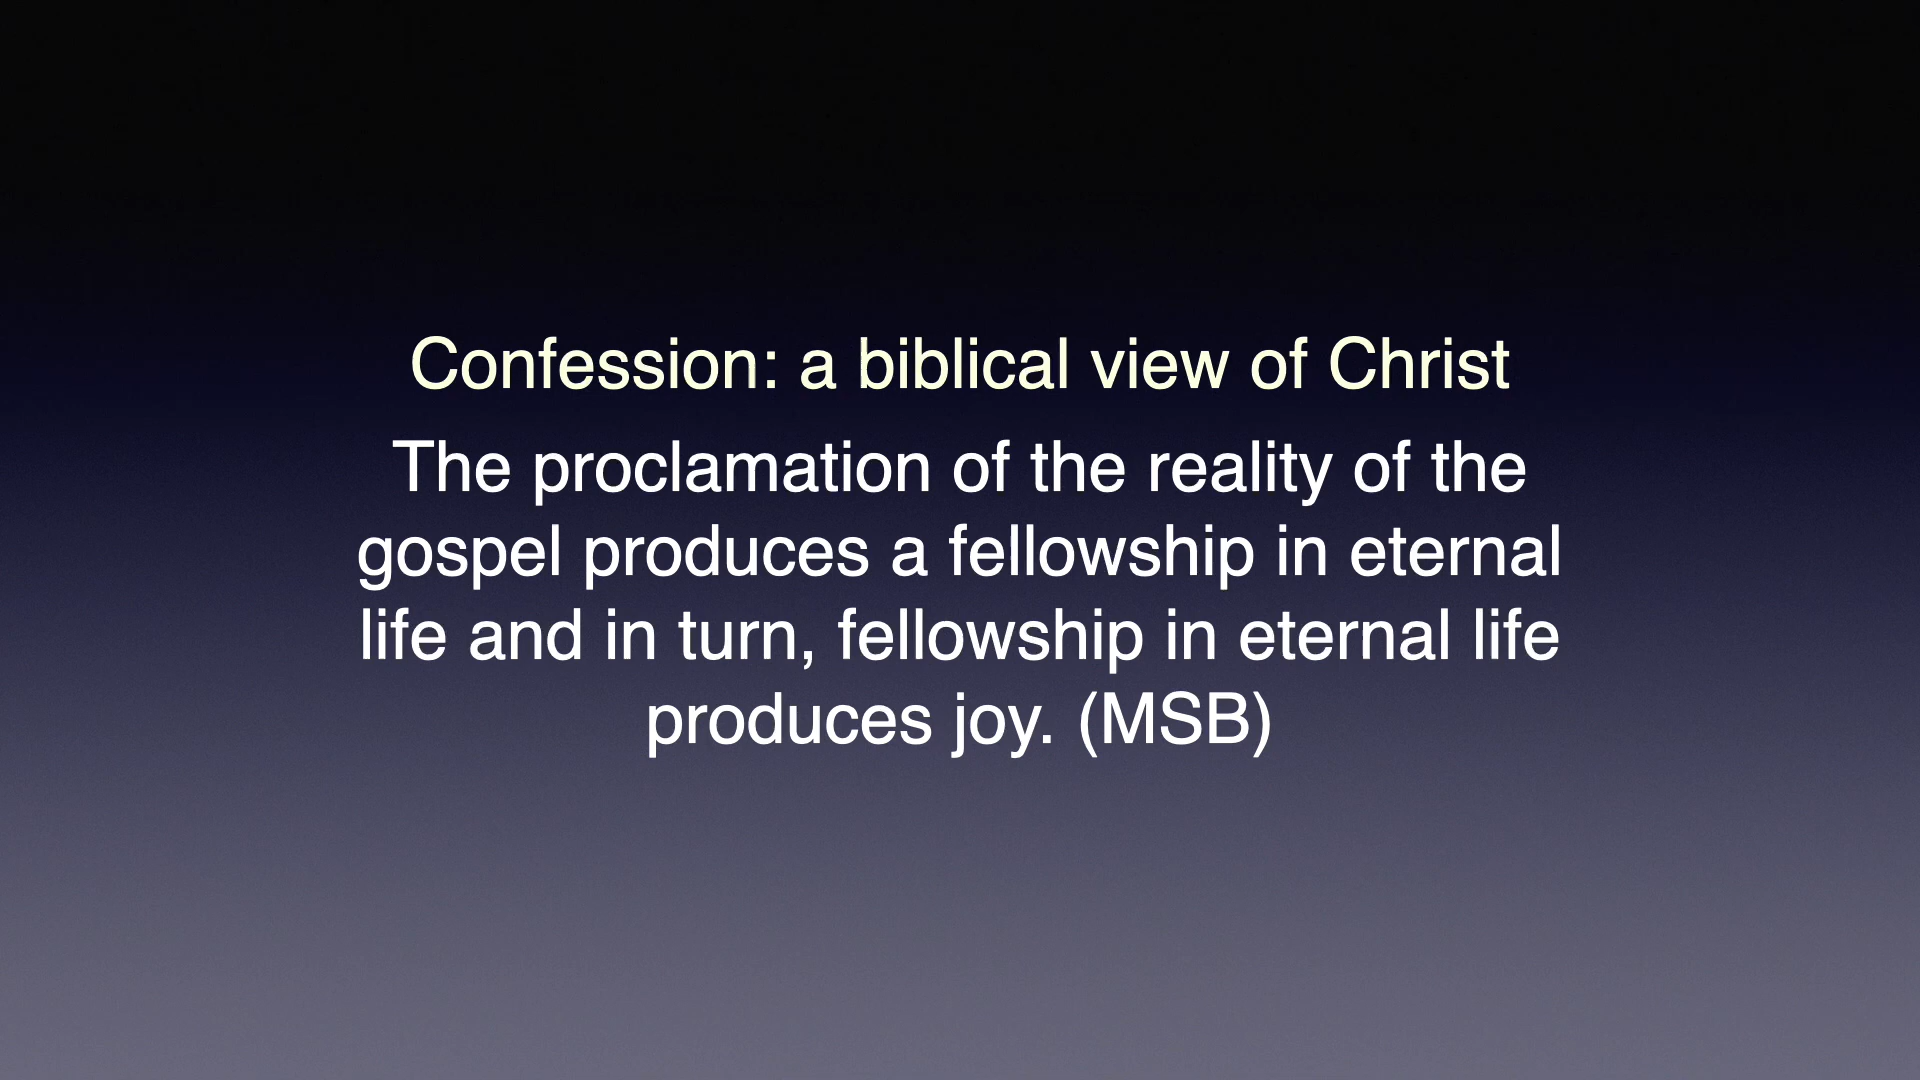 Confession: a biblical view of Christ
The proclamation of the reality of the
gospel produces a fellowship in eternal
life and in turn, fellowship in eternal life
produces joy. (MSB)